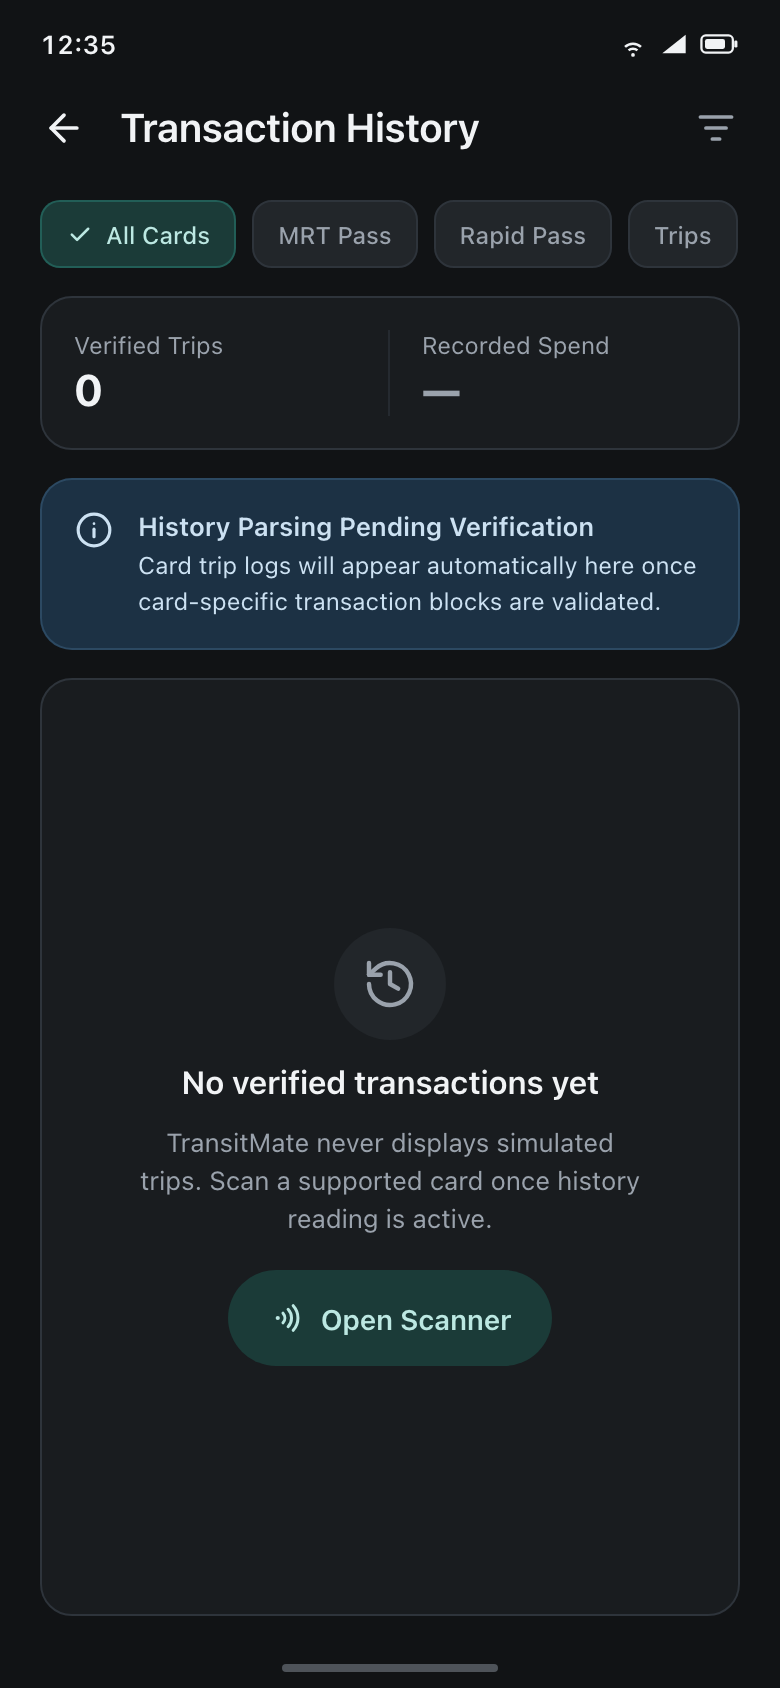 12:35
Transaction History
All Cards
MRT Pass
Rapid Pass
Trips
Verified Trips
Recorded Spend
0
—
History Parsing Pending Verification
Card trip logs will appear automatically here once
card-specific transaction blocks are validated.
No verified transactions yet
TransitMate never displays simulated
trips. Scan a supported card once history
reading is active.
Open Scanner